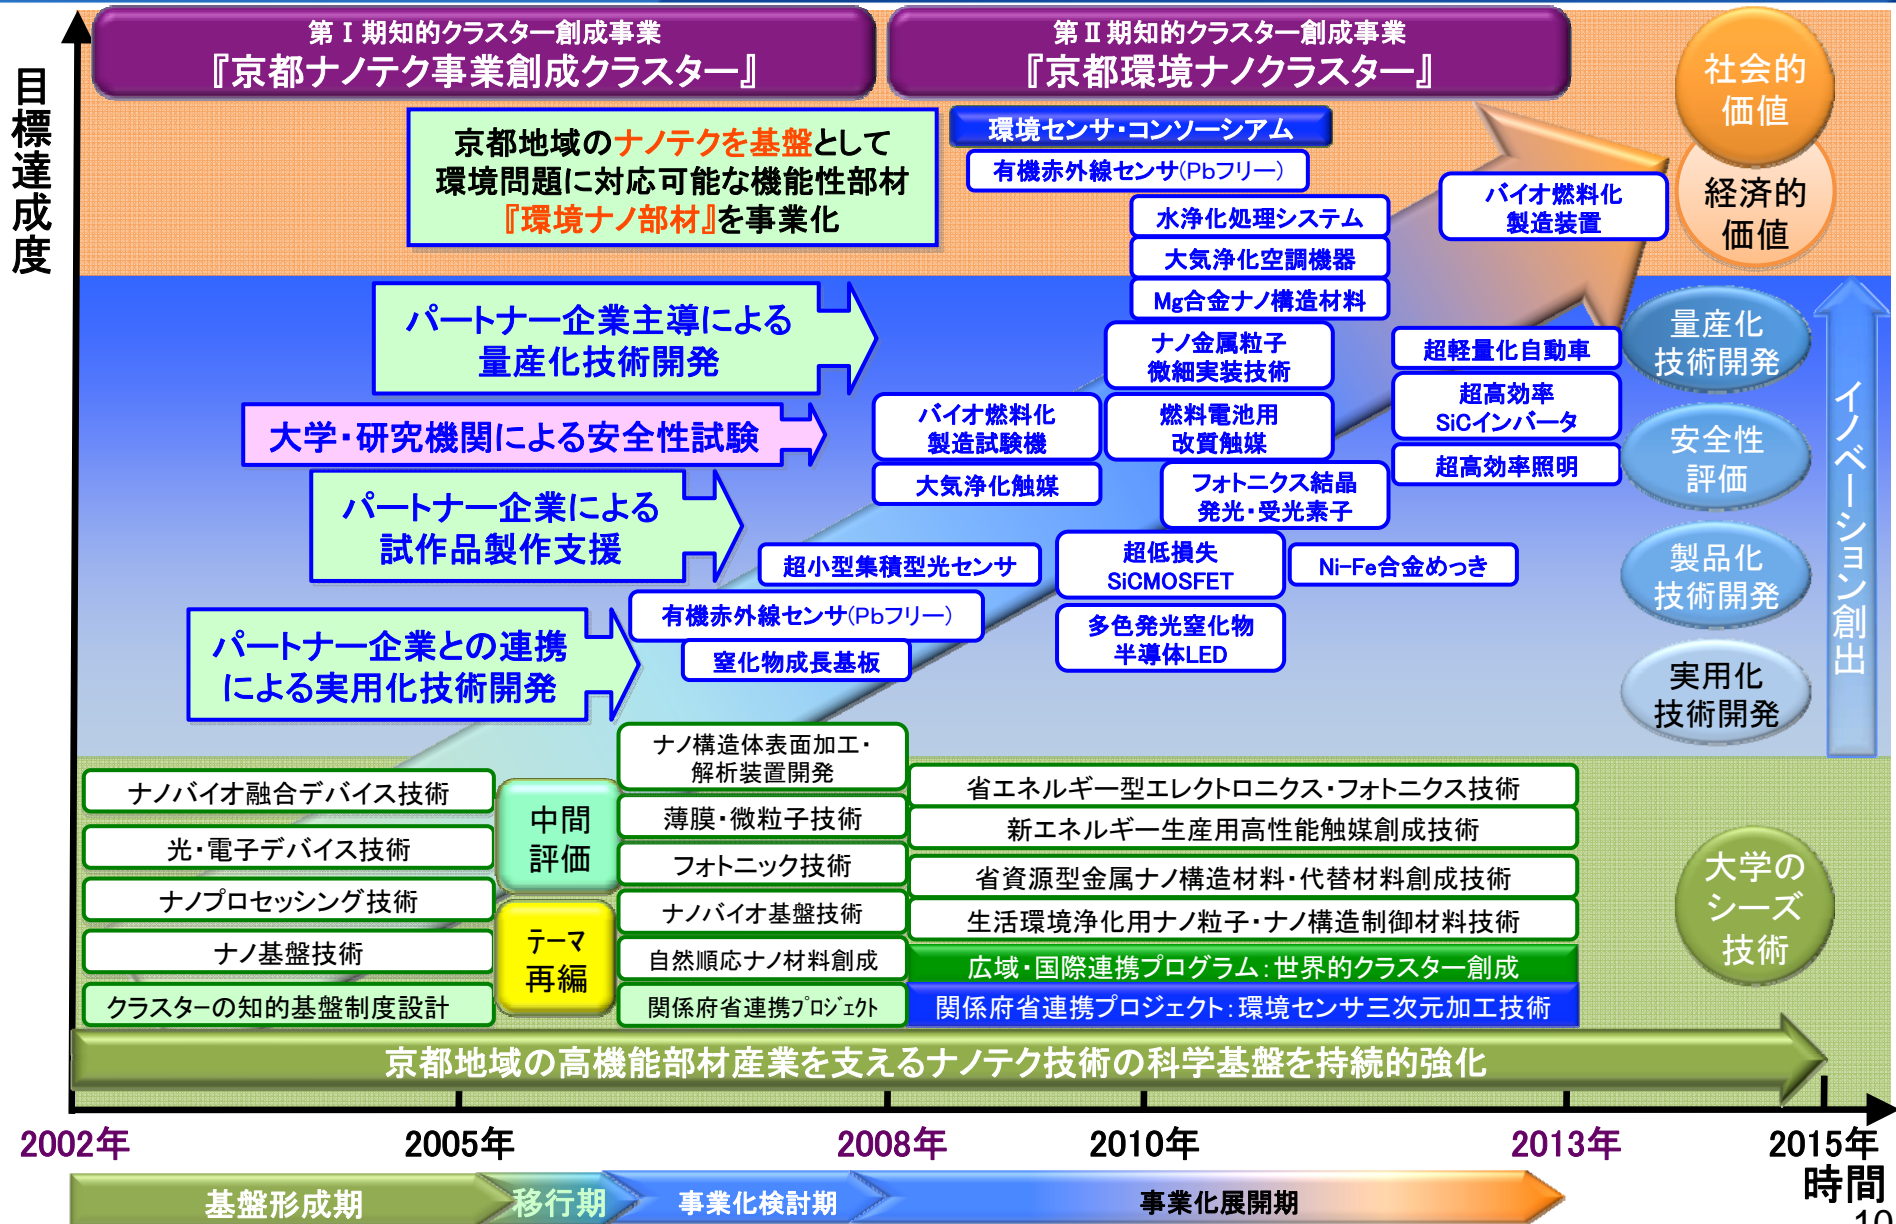 第Ⅰ期知的クラスター創成事業
『京都ナノテク事業創成クラスター』
第Ⅱ期知的クラスター創成事業
『京都環境ナノクラスター』
目標達成度
京都地域のナノテクを基盤として
環境問題に対応可能な機能性部材
『環境ナノ部材』を事業化
環境センサ・コンソーシアム
有機赤外線センサ(Pbフリー)
水浄化処理システム
大気浄化空調機器
Mg合金ナノ構造材料
バイオ燃料化
製造装置
社会的
価値
経済的
価値
パートナー企業主導による
量産化技術開発
ナノ金属粒子
微細実装技術
超軽量化自動車
超高効率
SiCインバータ
超高効率照明
量産化
技術開発
大学・研究機関による安全性試験
バイオ燃料化
製造試験機
大気浄化触媒
燃料電池用
改質触媒
フォトニクス結晶
発光・受光素子
安全性
評価
パートナー企業による
試作品製作支援
超小型集積型光センサ
超低損失
SiCMOSFET
Ni-Fe合金めっき
製品化
技術開発
パートナー企業との連携
による実用化技術開発
有機赤外線センサ(Pbフリー)
窒化物成長基板
多色発光窒化物
半導体LED
実用化
技術開発
イノベーション創出
ナノバイオ融合デバイス技術
光・電子デバイス技術
ナノプロセッシング技術
ナノ基盤技術
クラスターの知的基盤制度設計
中間
評価
テーマ
再編
ナノ構造体表面加工・
解析装置開発
薄膜・微粒子技術
フォトニック技術
ナノバイオ基盤技術
自然順応ナノ材料創成
関係府省連携プロジェクト
省エネルギー型エレクトロニクス・フォトニクス技術
新エネルギー生産用高性能触媒創成技術
省資源型金属ナノ構造材料・代替材料創成技術
生活環境浄化用ナノ粒子・ナノ構造制御材料技術
広域・国際連携プログラム：世界的クラスター創成
関係府省連携プロジェクト：環境センサ三次元加工技術
大学の
シーズ
技術
京都地域の高機能部材産業を支えるナノテク技術の科学基盤を持続的強化
2002年
2005年
2008年
2010年
2013年
2015年
時間
基盤形成期
移行期
事業化検討期
事業化展開期
10